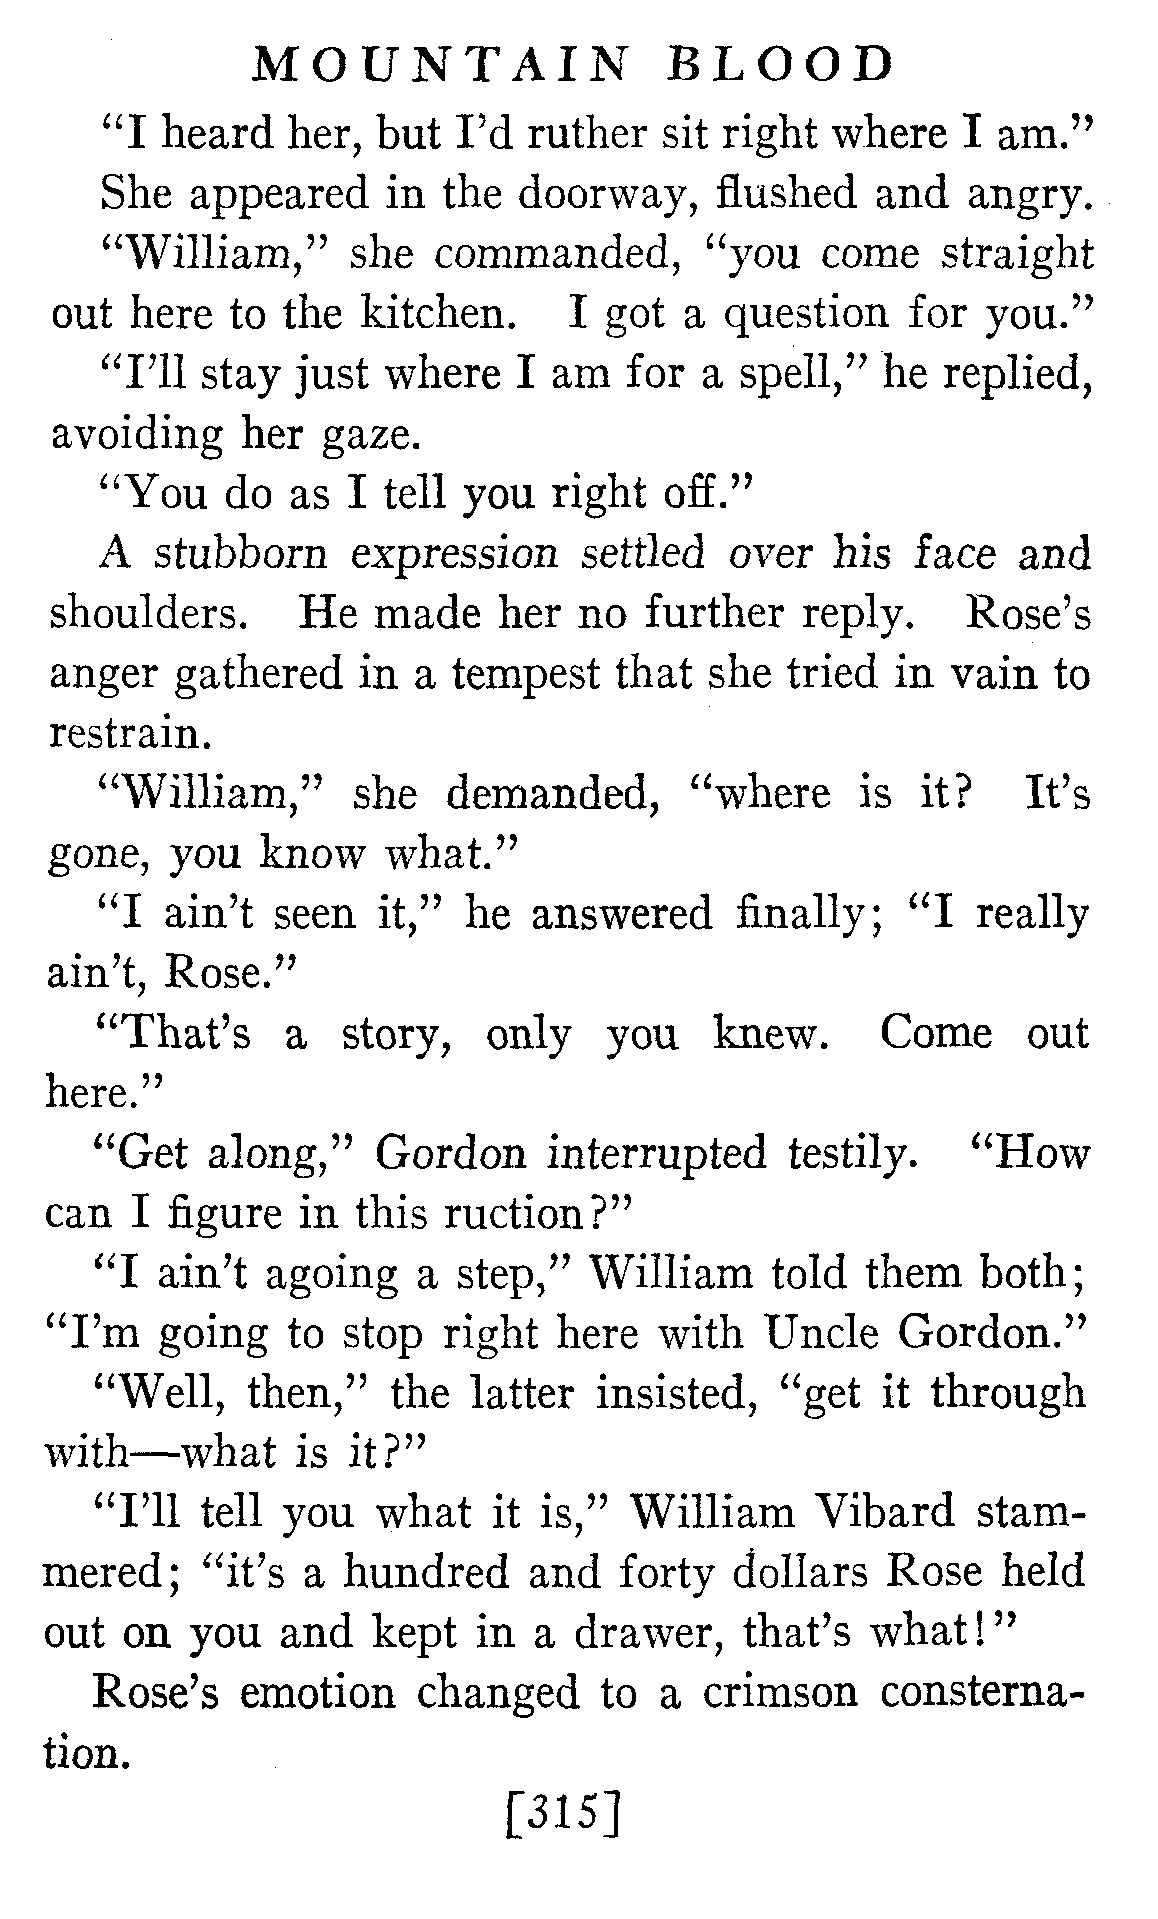 MOUNTAIN BLOOD
“I heard her, but I’d ruther sit right where I am.”
She appeared in the doorway, flushed and angry.
“William,” she commanded, “you come straight
out here to the kitchen. I got a question for you.”
“I’ll stay just where I am for a spell,” he replied,
avoiding her gaze.
“You do as I tell you right off.”
A stubborn expression settled over his face and
shoulders. He made her no further reply. Rose’s
anger gathered in a tempest that she tried in vain to
restrain.
“William,” she demanded, “where is it? It’s
gone, you know what.”
“I ain’t seen it,” he answered finally; “I really
ain’t, Rose.”
“That’s a story, only you knew. Come out
here.”
“Get along,” Gordon interrupted testily. “How
can I figure in this ruction?”
“I ain’t agoing a step,” William told them both;
“I’m going to stop right here with Uncle Gordon.”
“Well, then,” the latter insisted, “get it through
with—what is it?”
“I’ll tell you what it is,” William Vibard stam-
mered; “it’s a hundred and forty dollars Rose held
out on you and kept in a drawer, that’s what!”
Rose’s emotion changed to a crimson consterna-
tion.
[315]